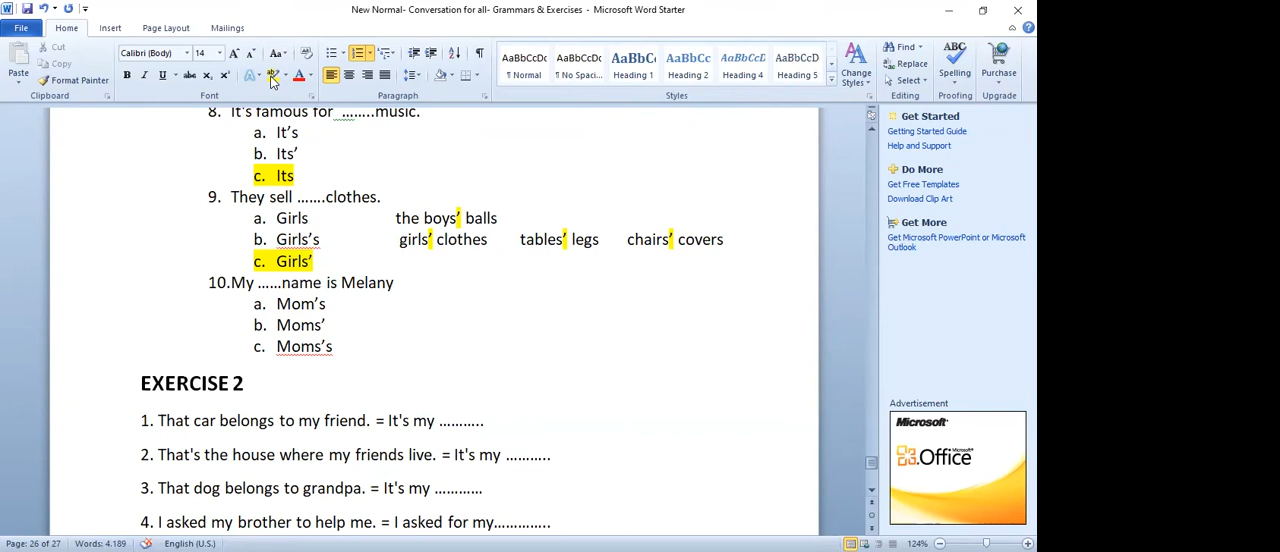 New Normal- Conversation for all- Grammars & Exercises - Microsoft Word Starter
File Home Insert Page Layout Mailings
Paste
Cut
Copy
Format Painter
Clipboard
Calibri (Body) 14
Font
Paragraph
AaBbCcDc AaBbCcDc AaBbC( AaBbCc AaBbCcI AaBbCcDc
¶ Normal ¶ No Spaci... Heading 1 Heading 2 Heading 4 Heading 5
Change Styles
Styles
Find
Replace
Select
Editing
Spelling
Proofing
Purchase
Upgrade
8. It's famous for ……..music.
a. It's
b. Its'
c. Its
9. They sell …….clothes.
a. Girls the boys' balls
b. Girls's girls' clothes tables' legs chairs' covers
c. Girls'
10.My ……name is Melany
a. Mom's
b. Moms'
c. Moms's
EXERCISE 2
1. That car belongs to my friend. = It's my ………..
2. That's the house where my friends live. = It's my ………..
3. That dog belongs to grandpa. = It's my …………
4. I asked my brother to help me. = I asked for my…………..
Get Started
Getting Started Guide
Help and Support
Do More
Get Free Templates
Download Clip Art
Get More
Get Microsoft PowerPoint or Microsoft Outlook
Advertisement
Microsoft
Office
Page: 26 of 27 Words: 4.189 English (U.S.) 124%